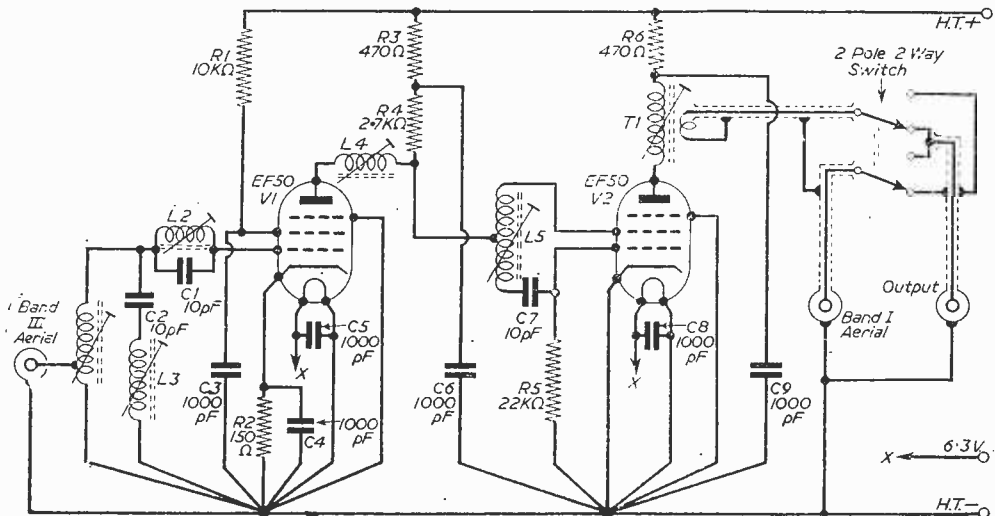 R1
10KΩ
R3
470Ω
R4
2·7KΩ
L4
R6
470Ω
T1
2 Pole 2 Way
Switch
H.T.+
EF50
V1
EF50
V2
L2
C1
10pF
C2
10pF
L3
Band
III
Aerial
C3
1000
pF
R2
150
Ω
C4
1000
pF
C5
1000
pF
X
C6
1000
pF
L5
C7
10pF
R5
22KΩ
C8
1000
pF
X
C9
1000
pF
Band I
Aerial
Output
X
6·3V
H.T.−